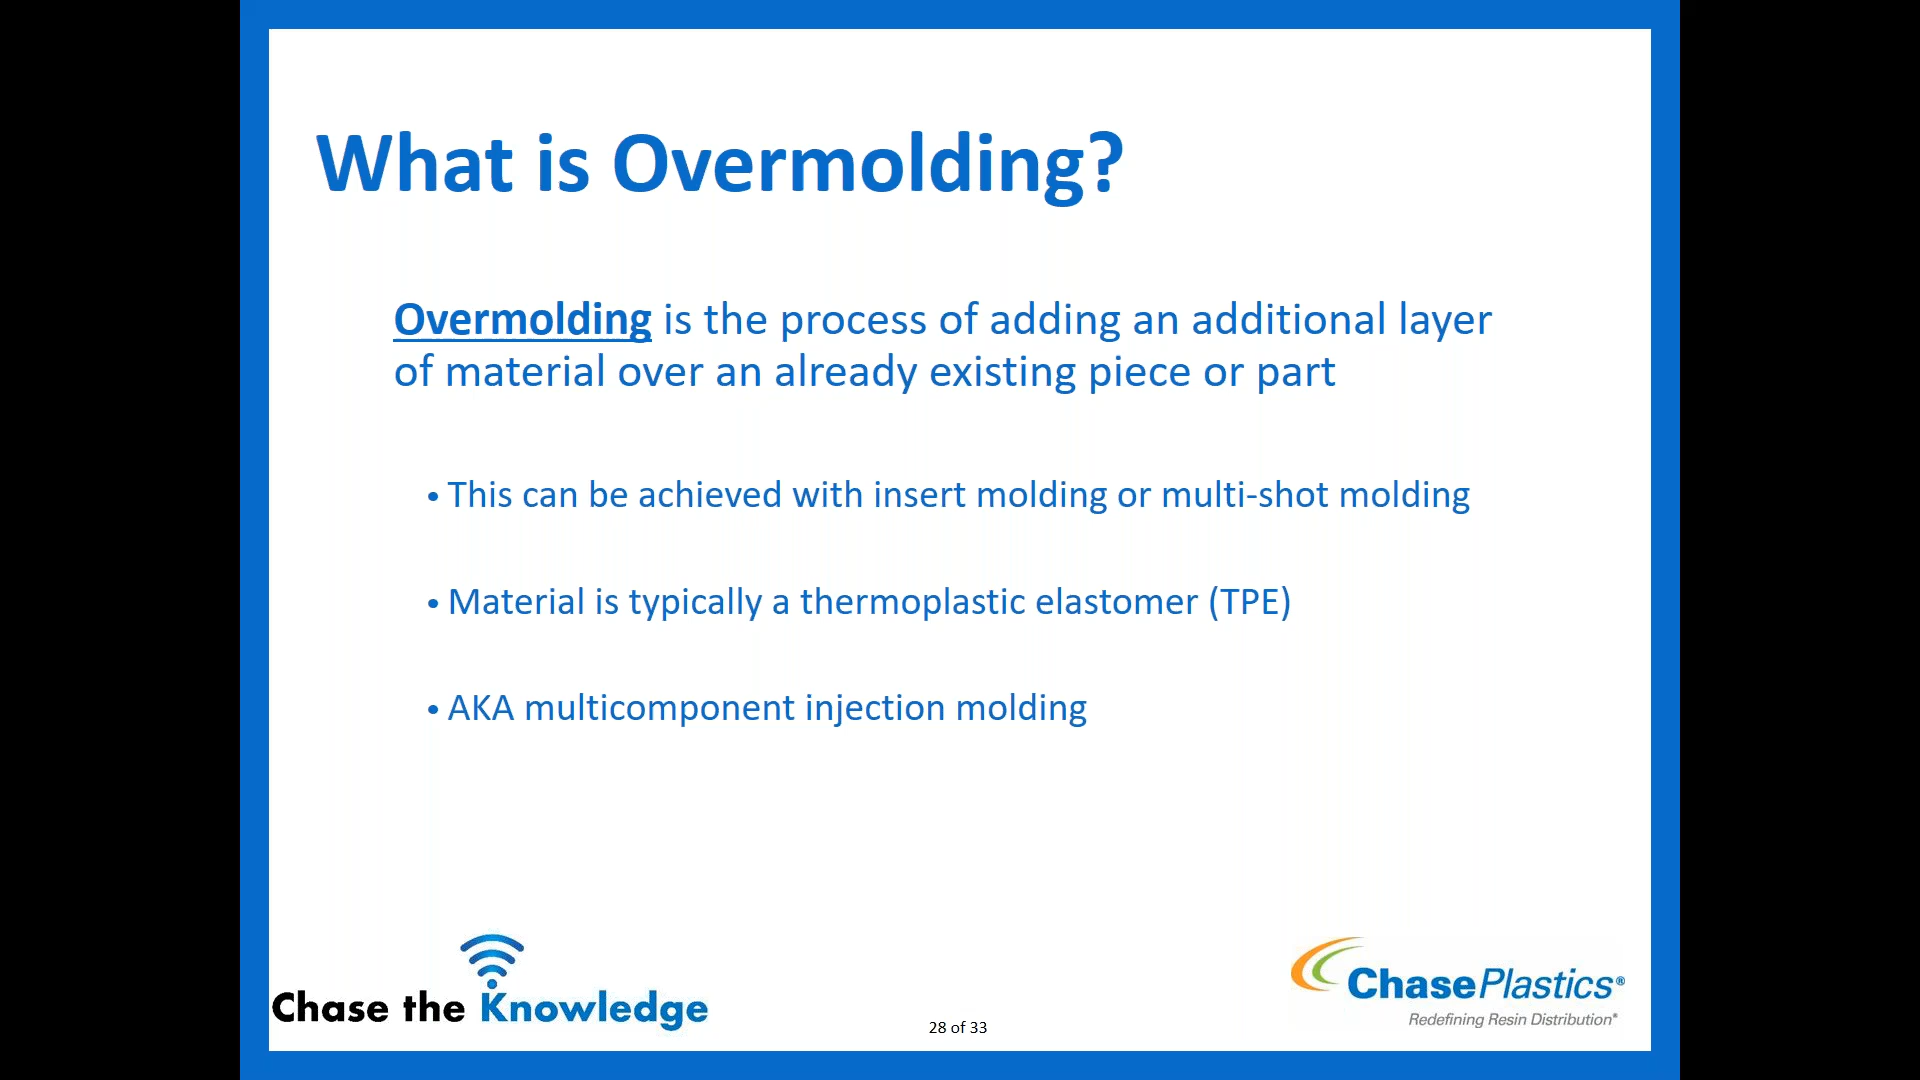 What is Overmolding?
Overmolding is the process of adding an additional layer
of material over an already existing piece or part
• This can be achieved with insert molding or multi-shot molding
• Material is typically a thermoplastic elastomer (TPE)
• AKA multicomponent injection molding
Chase the Knowledge
28 of 33
ChasePlastics®
Redefining Resin Distribution®